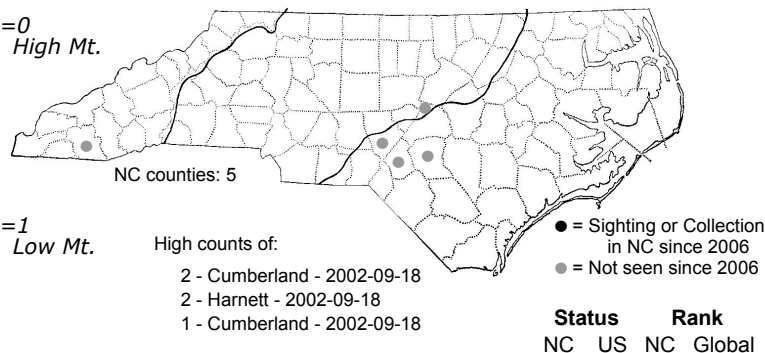 =0
High Mt.
NC counties: 5
=1
Low Mt.
High counts of:
2 - Cumberland - 2002-09-18
2 - Harnett - 2002-09-18
1 - Cumberland - 2002-09-18
● = Sighting or Collection
in NC since 2006
● = Not seen since 2006
Status Rank
NC US NC Global